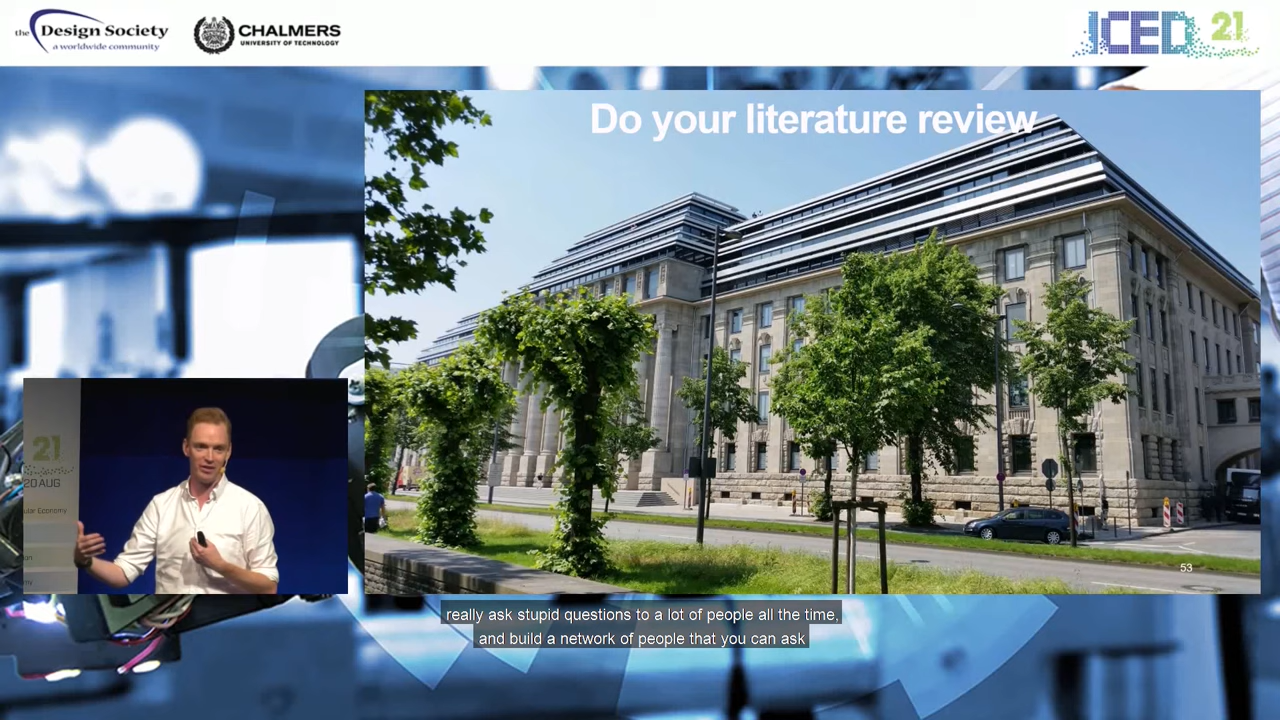 the Design Society
a worldwide community
CHALMERS
UNIVERSITY OF TECHNOLOGY
ICED 21
Do your literature review
21
20 AUG
ular Economy
53
really ask stupid questions to a lot of people all the time,
and build a network of people that you can ask